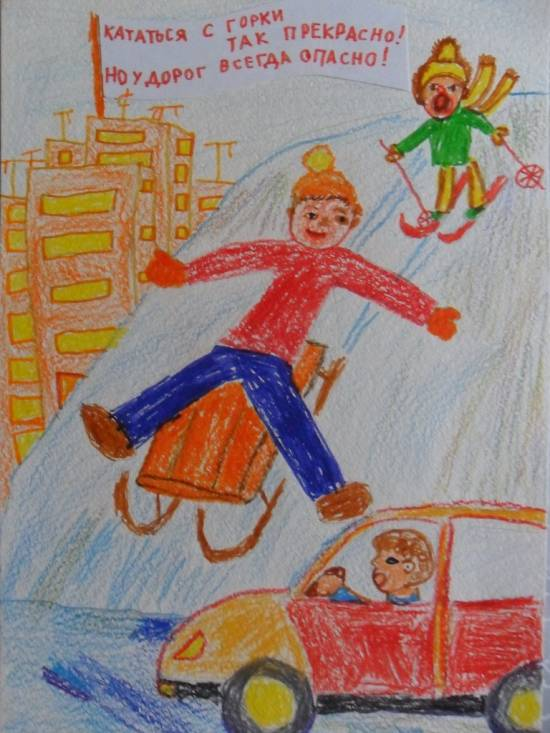 КАТАТЬСЯ С ГОРКИ
ТАК ПРЕКРАСНО!
НО У ДОРОГ ВСЕГДА ОПАСНО!